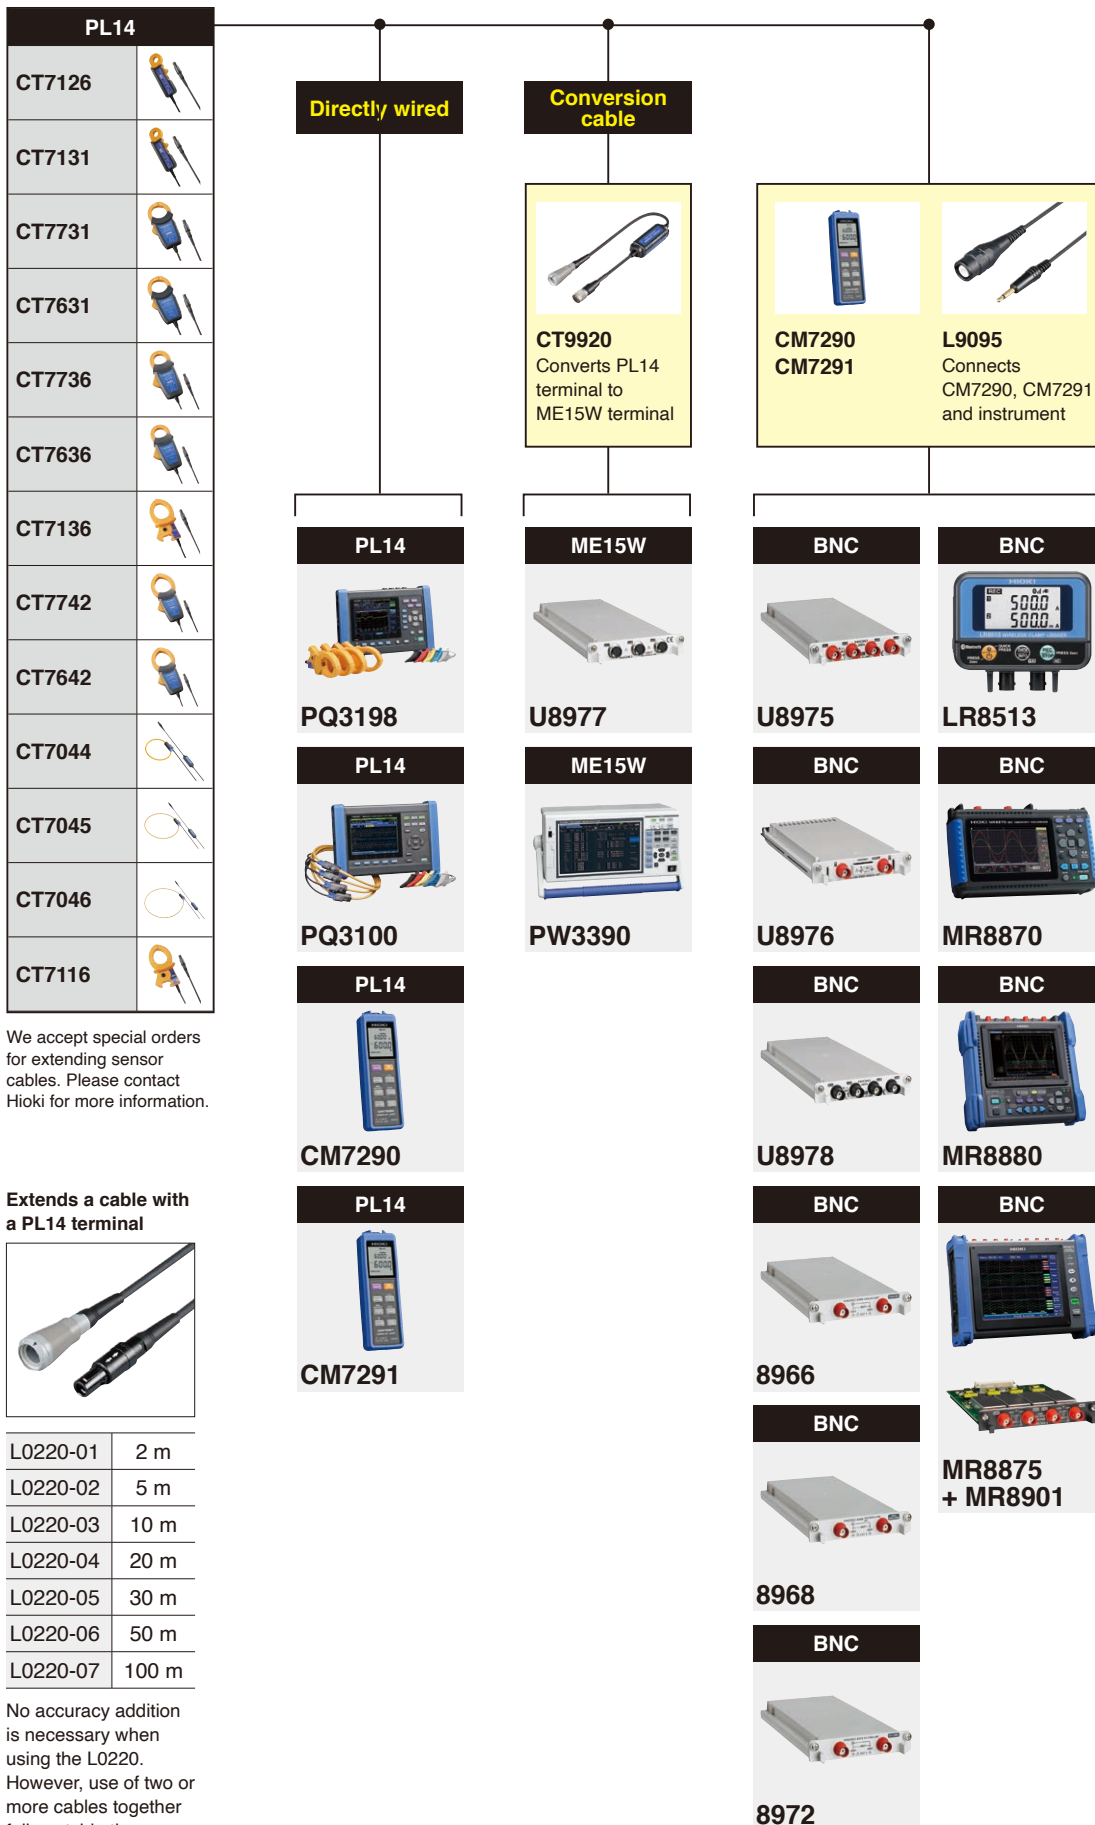 PL14
CT7126
CT7131
CT7731
CT7631
CT7736
CT7636
CT7136
CT7742
CT7642
CT7044
CT7045
CT7046
CT7116
We accept special orders
for extending sensor
cables. Please contact
Hioki for more information.
Extends a cable with
a PL14 terminal
L0220-01 2 m
L0220-02 5 m
L0220-03 10 m
L0220-04 20 m
L0220-05 30 m
L0220-06 50 m
L0220-07 100 m
No accuracy addition
is necessary when
using the L0220.
However, use of two or
more cables together
Directly wired
PL14
PQ3198
PL14
PQ3100
PL14
CM7290
PL14
CM7291
Conversion
cable
CT9920
Converts PL14
terminal to
ME15W terminal
ME15W
U8977
ME15W
PW3390
CM7290
CM7291
L9095
Connects
CM7290, CM7291
and instrument
BNC
U8975
BNC
U8976
BNC
U8978
BNC
8966
BNC
8968
BNC
8972
BNC
HIOKI
REC
500.0 A
500.0 A
LR8513
BNC
MR8870
BNC
MR8880
BNC
MR8875
+ MR8901